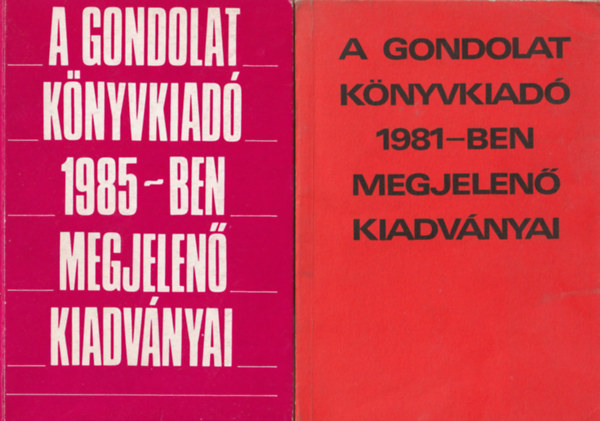 A GONDOLAT
KÖNYVKIADÓ
1985-BEN
MEGJELENŐ
KIADVÁNYAI
A GONDOLAT
KÖNYVKIADÓ
1981-BEN
MEGJELENŐ
KIADVÁNYAI